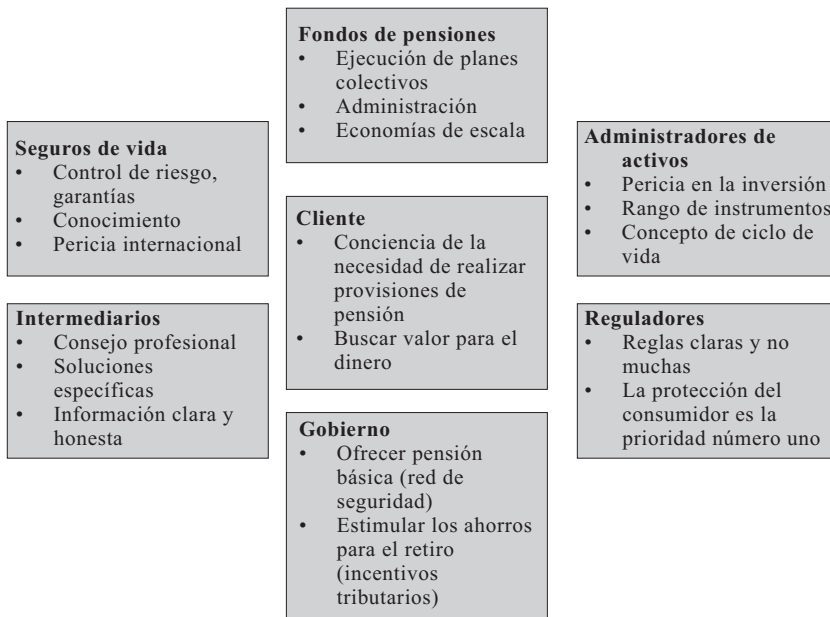 Fondos de pensiones
• Ejecución de planes
colectivos
• Administración
• Economías de escala
Seguros de vida
• Control de riesgo,
garantías
• Conocimiento
• Pericia internacional
Administradores de
activos
• Pericia en la inversión
• Rango de instrumentos
• Concepto de ciclo de
vida
Cliente
• Conciencia de la
necesidad de realizar
provisiones de
pensión
• Buscar valor para el
dinero
Intermediarios
• Consejo profesional
• Soluciones
específicas
• Información clara y
honesta
Reguladores
• Reglas claras y no
muchas
• La protección del
consumidor es la
prioridad número uno
Gobierno
• Ofrecer pensión
básica (red de
seguridad)
• Estimular los ahorros
para el retiro
(incentivos
tributarios)